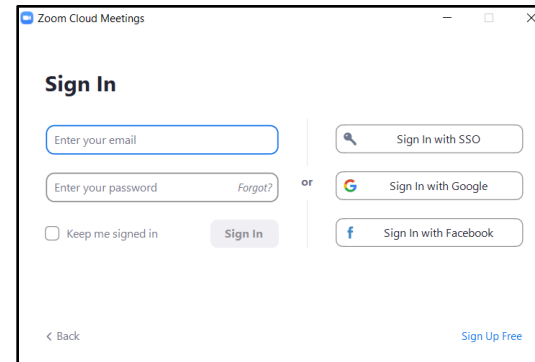 Zoom Cloud Meetings
Sign In
Enter your email
Enter your password Forgot?
Keep me signed in Sign In
or
Sign In with SSO
Sign In with Google
Sign In with Facebook
Back
Sign Up Free